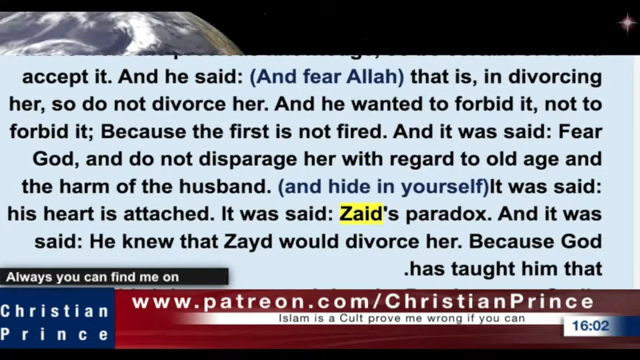 accept it. And he said: (And fear Allah) that is, in divorcing
her, so do not divorce her. And he wanted to forbid it, not to
forbid it; Because the first is not fired. And it was said: Fear
God, and do not disparage her with regard to old age and
the harm of the husband. (and hide in yourself)It was said:
his heart is attached. It was said: Zaid's paradox. And it was
said: He knew that Zayd would divorce her. Because God
.has taught him that
Always you can find me on
Christian
Prince
www.patreon.com/ChristianPrince
Islam is a Cult prove me wrong if you can
16:02